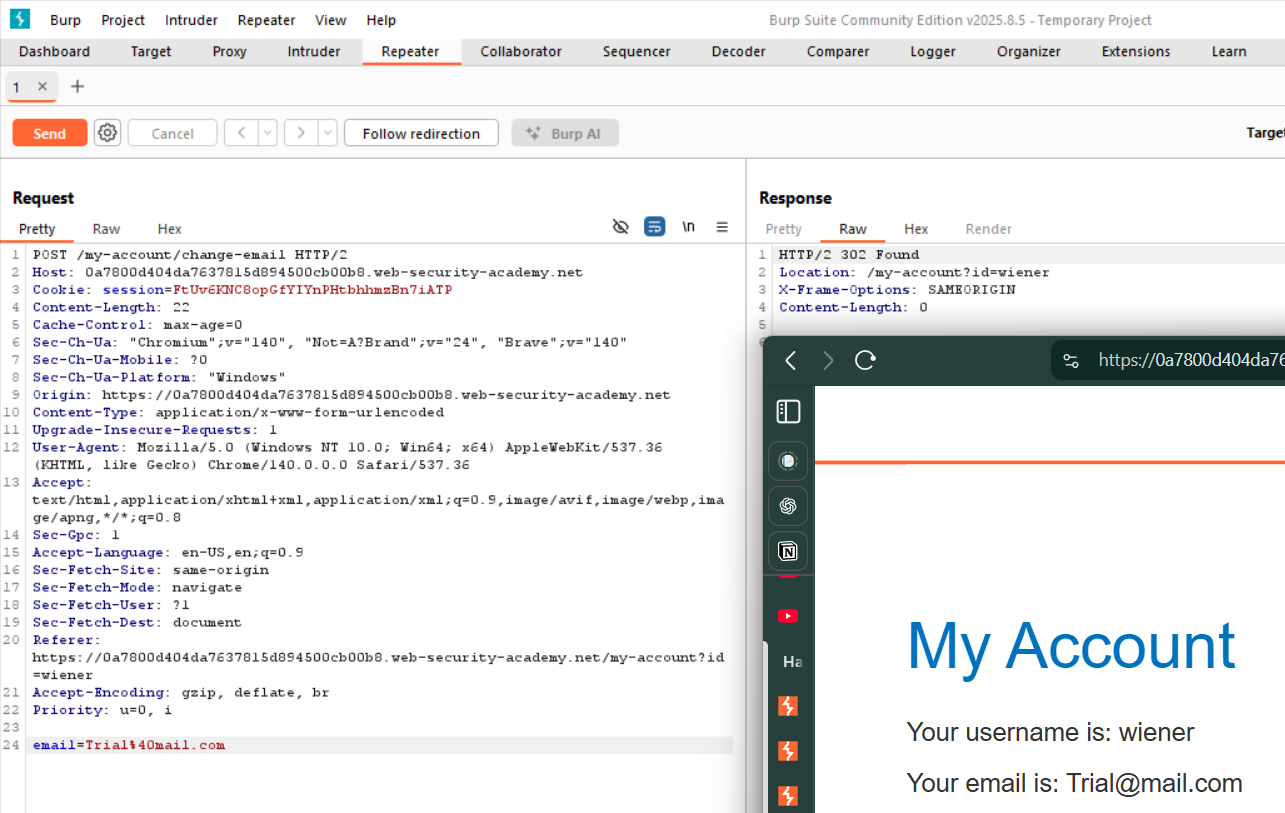 Burp Project Intruder Repeater View Help Burp Suite Community Edition v2025.8.5 - Temporary Project
Dashboard Target Proxy Intruder Repeater Collaborator Sequencer Decoder Comparer Logger Organizer Extensions Learn
1 × +
Send Cancel < > Follow redirection Burp AI Target
Request
Pretty Raw Hex \n
1 POST /my-account/change-email HTTP/2
2 Host: 0a7800d404da7637815d894500cb00b8.web-security-academy.net
3 Cookie: session=FtUv6KNC8opGfYIYnPHtbhhmzBn7iATP
4 Content-Length: 22
5 Cache-Control: max-age=0
6 Sec-Ch-Ua: "Chromium";v="140", "Not=A?Brand";v="24", "Brave";v="140"
7 Sec-Ch-Ua-Mobile: ?0
8 Sec-Ch-Ua-Platform: "Windows"
9 Origin: https://0a7800d404da7637815d894500cb00b8.web-security-academy.net
10 Content-Type: application/x-www-form-urlencoded
11 Upgrade-Insecure-Requests: 1
12 User-Agent: Mozilla/5.0 (Windows NT 10.0; Win64; x64) AppleWebKit/537.36
(KHTML, like Gecko) Chrome/140.0.0.0 Safari/537.36
13 Accept:
text/html,application/xhtml+xml,application/xml;q=0.9,image/avif,image/webp,ima
ge/apng,*/*;q=0.8
14 Sec-Gpc: 1
15 Accept-Language: en-US,en;q=0.9
16 Sec-Fetch-Site: same-origin
17 Sec-Fetch-Mode: navigate
18 Sec-Fetch-User: ?1
19 Sec-Fetch-Dest: document
20 Referer:
https://0a7800d404da7637815d894500cb00b8.web-security-academy.net/my-account?id
=wiener
21 Accept-Encoding: gzip, deflate, br
22 Priority: u=0, i
23
24 email=Trial%40mail.com
Response
Pretty Raw Hex Render
1 HTTP/2 302 Found
2 Location: /my-account?id=wiener
3 X-Frame-Options: SAMEORIGIN
4 Content-Length: 0
5
https://0a7800d404da76
Ha
My Account
Your username is: wiener
Your email is: Trial@mail.com